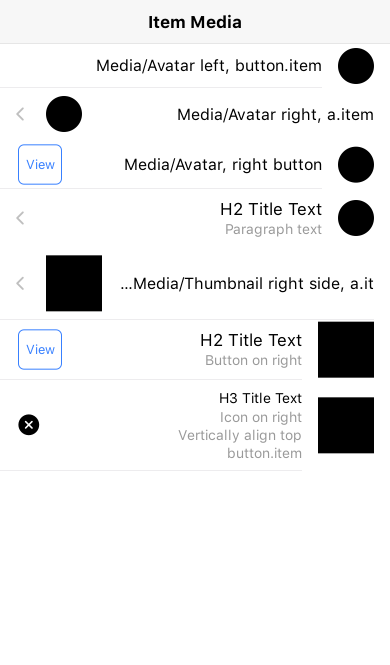 Item Media
Media/Avatar left, button.item
Media/Avatar right, a.item
Media/Avatar, right button
View
H2 Title Text
Paragraph text
...Media/Thumbnail right side, a.it
H2 Title Text
Button on right
View
H3 Title Text
Icon on right
Vertically align top
button.item